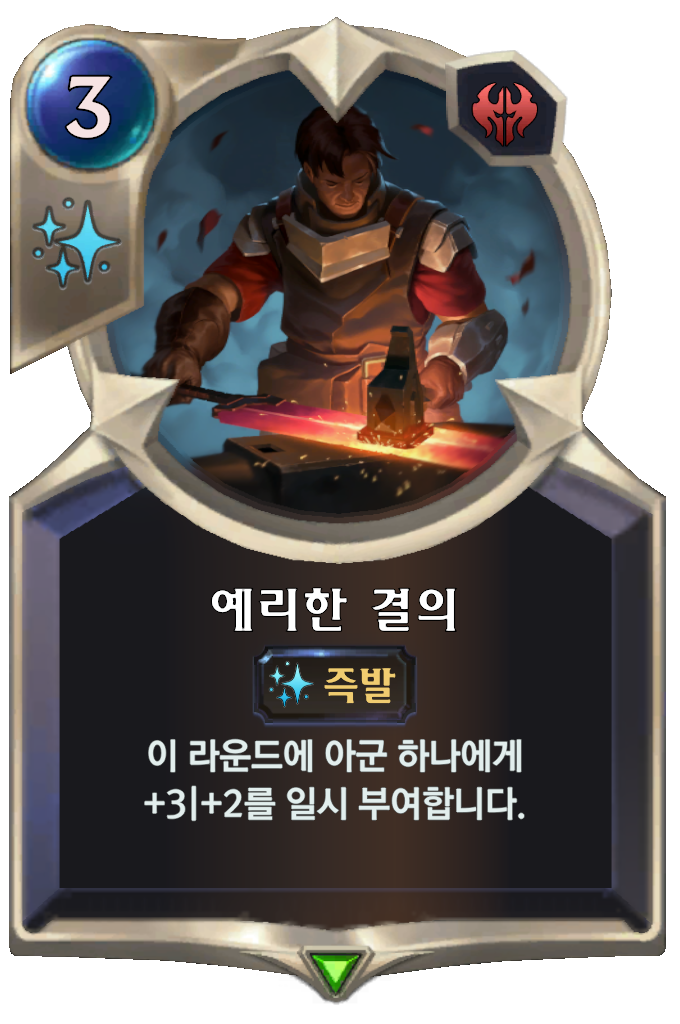 3
예리한 결의
즉발
이 라운드에 아군 하나에게
+3|+2를 일시 부여합니다.